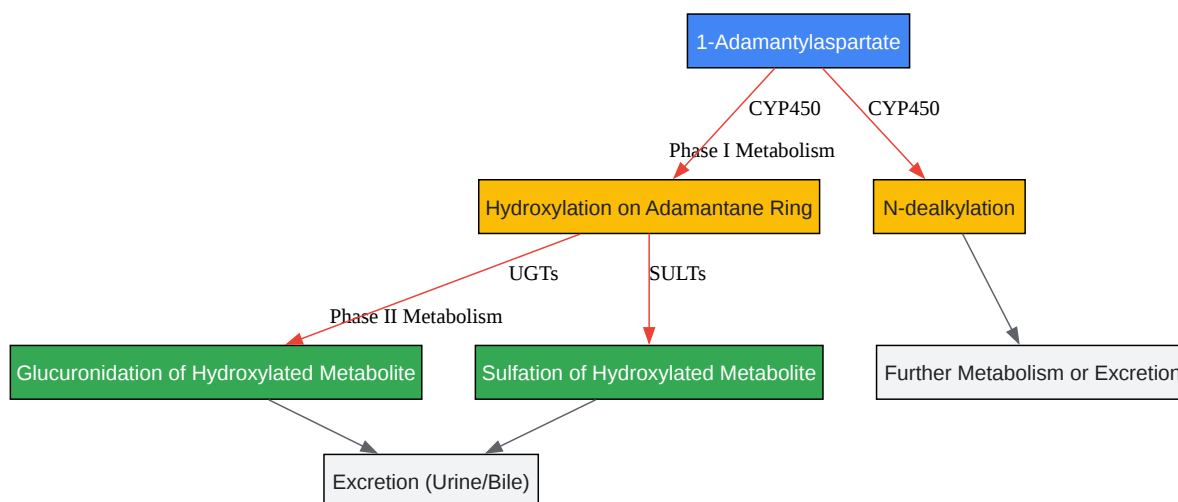 1-Adamantylaspartate
CYP450
CYP450
Phase I Metabolism
Hydroxylation on Adamantane Ring
N-dealkylation
UGTs
SULTs
Phase II Metabolism
Glucuronidation of Hydroxylated Metabolite
Sulfation of Hydroxylated Metabolite
Further Metabolism or Excretion
Excretion (Urine/Bile)